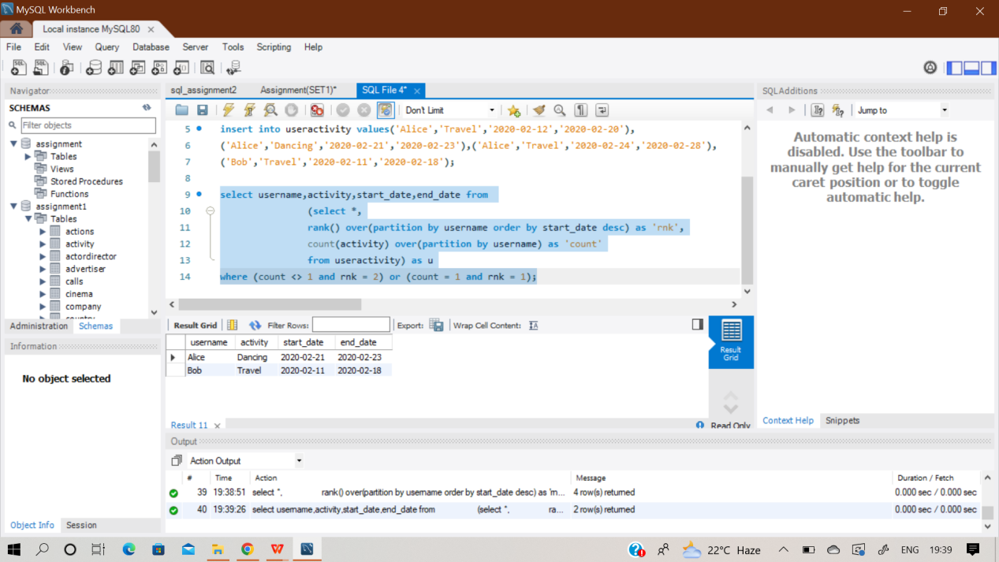 MySQL Workbench
Local instance MySQL80
File Edit View Query Database Server Tools Scripting Help
Navigator
SCHEMAS
Filter objects
assignment
Tables
Views
Stored Procedures
Functions
assignment1
Tables
actions
activity
actordirector
advertiser
calls
cinema
company
Administration Schemas
Information
No object selected
Object Info Session
sql_assignment2 Assignment(SET1)* SQL File 4*
Don't Limit
5 insert into useractivity values('Alice','Travel','2020-02-12','2020-02-20'),
6 ('Alice','Dancing','2020-02-21','2020-02-23'),('Alice','Travel','2020-02-24','2020-02-28'),
7 ('Bob','Travel','2020-02-11','2020-02-18');
8
9 select username,activity,start_date,end_date from
10 (select *,
11 rank() over(partition by username order by start_date desc) as 'rnk',
12 count(activity) over(partition by username) as 'count'
13 from useractivity) as u
14 where (count <> 1 and rnk = 2) or (count = 1 and rnk = 1);
Result Grid Filter Rows: Export: Wrap Cell Content:
username activity start_date end_date
Alice Dancing 2020-02-21 2020-02-23
Bob Travel 2020-02-11 2020-02-18
Result Grid
Result 11 Read Only
SQLAdditions
Jump to
Automatic context help is
disabled. Use the toolbar to
manually get help for the current
caret position or to toggle
automatic help.
Context Help Snippets
Output
Action Output
# Time Action Message Duration / Fetch
39 19:38:51 select *, rank() over(partition by username order by start_date desc) as 'rn... 4 row(s) returned 0.000 sec / 0.000 sec
40 19:39:26 select username,activity,start_date,end_date from (select *, ra... 2 row(s) returned 0.000 sec / 0.000 sec
22°C Haze ENG 19:39